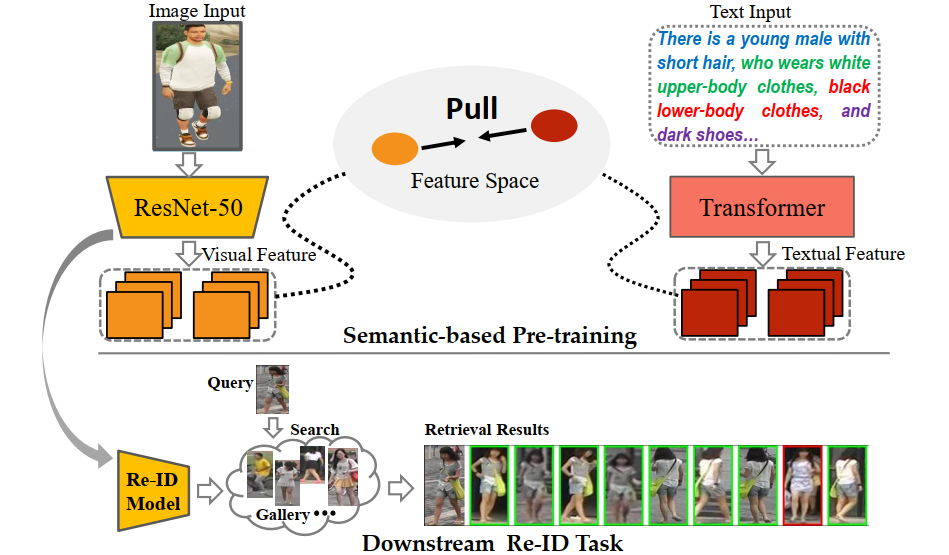 Image Input
Text Input
There is a young male with
short hair, who wears white
upper-body clothes, black
lower-body clothes, and
dark shoes...
Pull
Feature Space
ResNet-50
Transformer
Visual Feature
Textual Feature
Semantic-based Pre-training
Query
Search
Retrieval Results
Re-ID
Model
Gallery •••
Downstream Re-ID Task